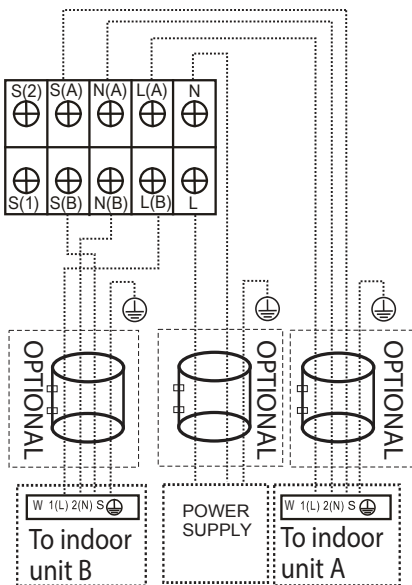 S(2) S(A) N(A) L(A) N
S(1) S(B) N(B) L(B) L
OPTIONAL
OPTIONAL
OPTIONAL
W 1(L) 2(N) S
To indoor
unit B
POWER
SUPPLY
W 1(L) 2(N) S
To indoor
unit A